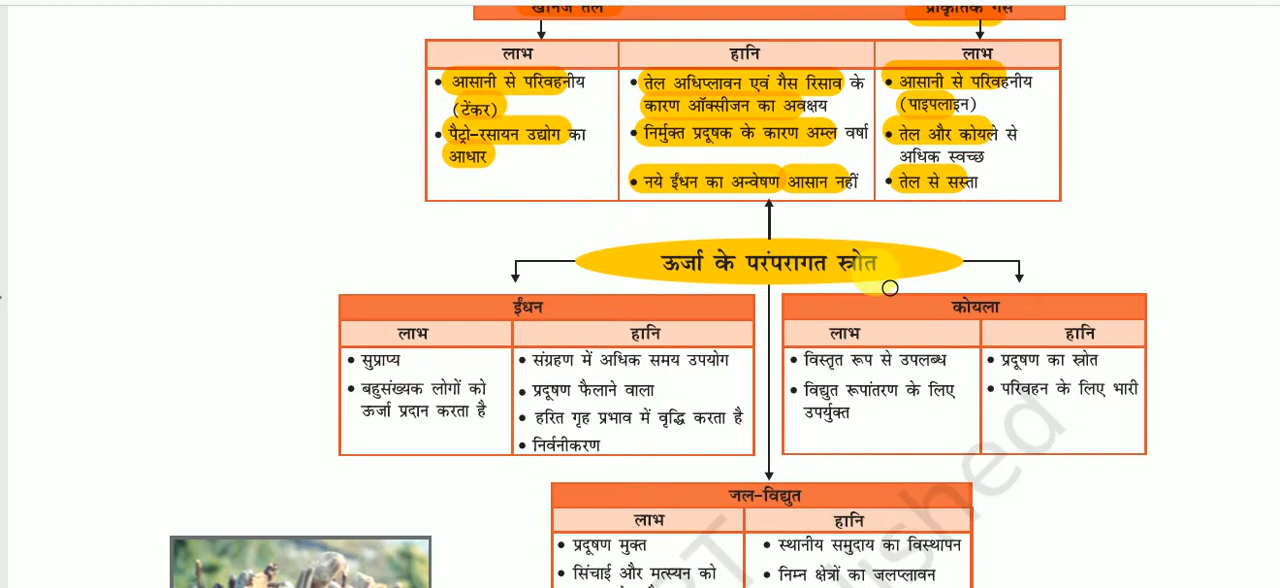 खनिज तेल
प्राकृतिक गैस
लाभ
• आसानी से परिवहनीय
(टेंकर)
• पैट्रो-रसायन उद्योग का
आधार
हानि
• तेल अधिप्लावन एवं गैस रिसाव के
कारण ऑक्सीजन का अवक्षय
• निर्मुक्त प्रदूषक के कारण अम्ल वर्षा
• नये ईंधन का अन्वेषण आसान नहीं
लाभ
• आसानी से परिवहनीय
(पाइपलाइन)
• तेल और कोयले से
अधिक स्वच्छ
• तेल से सस्ता
ऊर्जा के परंपरागत स्त्रोत
ईंधन
लाभ
• सुप्राप्य
• बहुसंख्यक लोगों को
ऊर्जा प्रदान करता है
हानि
• संग्रहण में अधिक समय उपयोग
• प्रदूषण फैलाने वाला
• हरित गृह प्रभाव में वृद्धि करता है
• निर्वनीकरण
कोयला
लाभ
• विस्तृत रूप से उपलब्ध
• विद्युत रूपांतरण के लिए
उपर्युक्त
हानि
• प्रदूषण का स्रोत
• परिवहन के लिए भारी
जल-विद्युत
लाभ
• प्रदूषण मुक्त
• सिंचाई और मत्स्यन को
हानि
• स्थानीय समुदाय का विस्थापन
• निम्न क्षेत्रों का जलप्लावन